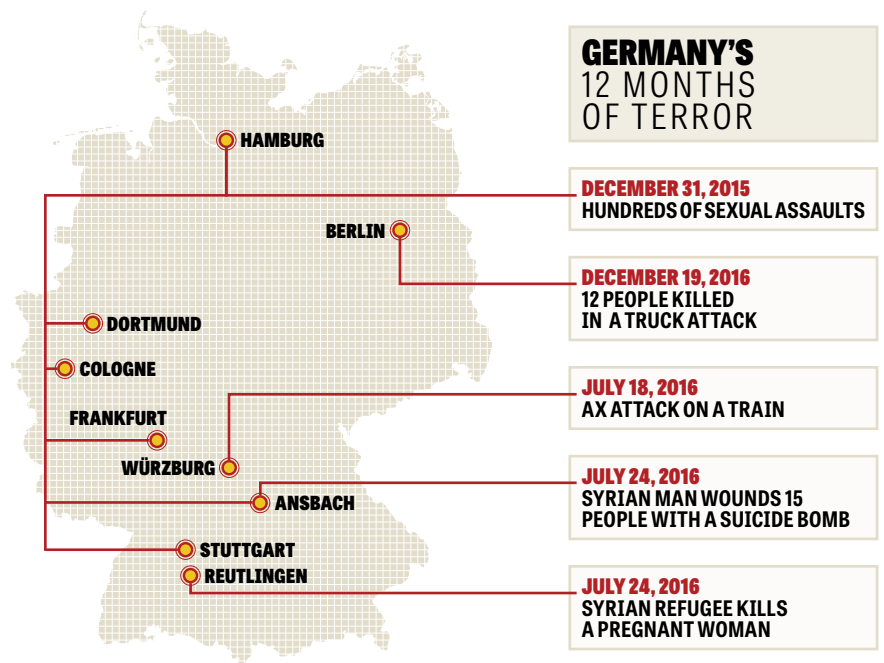 GERMANY'S
12 MONTHS
OF TERROR
HAMBURG
BERLIN
DORTMUND
COLOGNE
FRANKFURT
WÜRZBURG
ANSBACH
STUTTGART
REUTLINGEN
DECEMBER 31, 2015
HUNDREDS OF SEXUAL ASSAULTS
DECEMBER 19, 2016
12 PEOPLE KILLED
IN A TRUCK ATTACK
JULY 18, 2016
AX ATTACK ON A TRAIN
JULY 24, 2016
SYRIAN MAN WOUNDS 15
PEOPLE WITH A SUICIDE BOMB
JULY 24, 2016
SYRIAN REFUGEE KILLS
A PREGNANT WOMAN